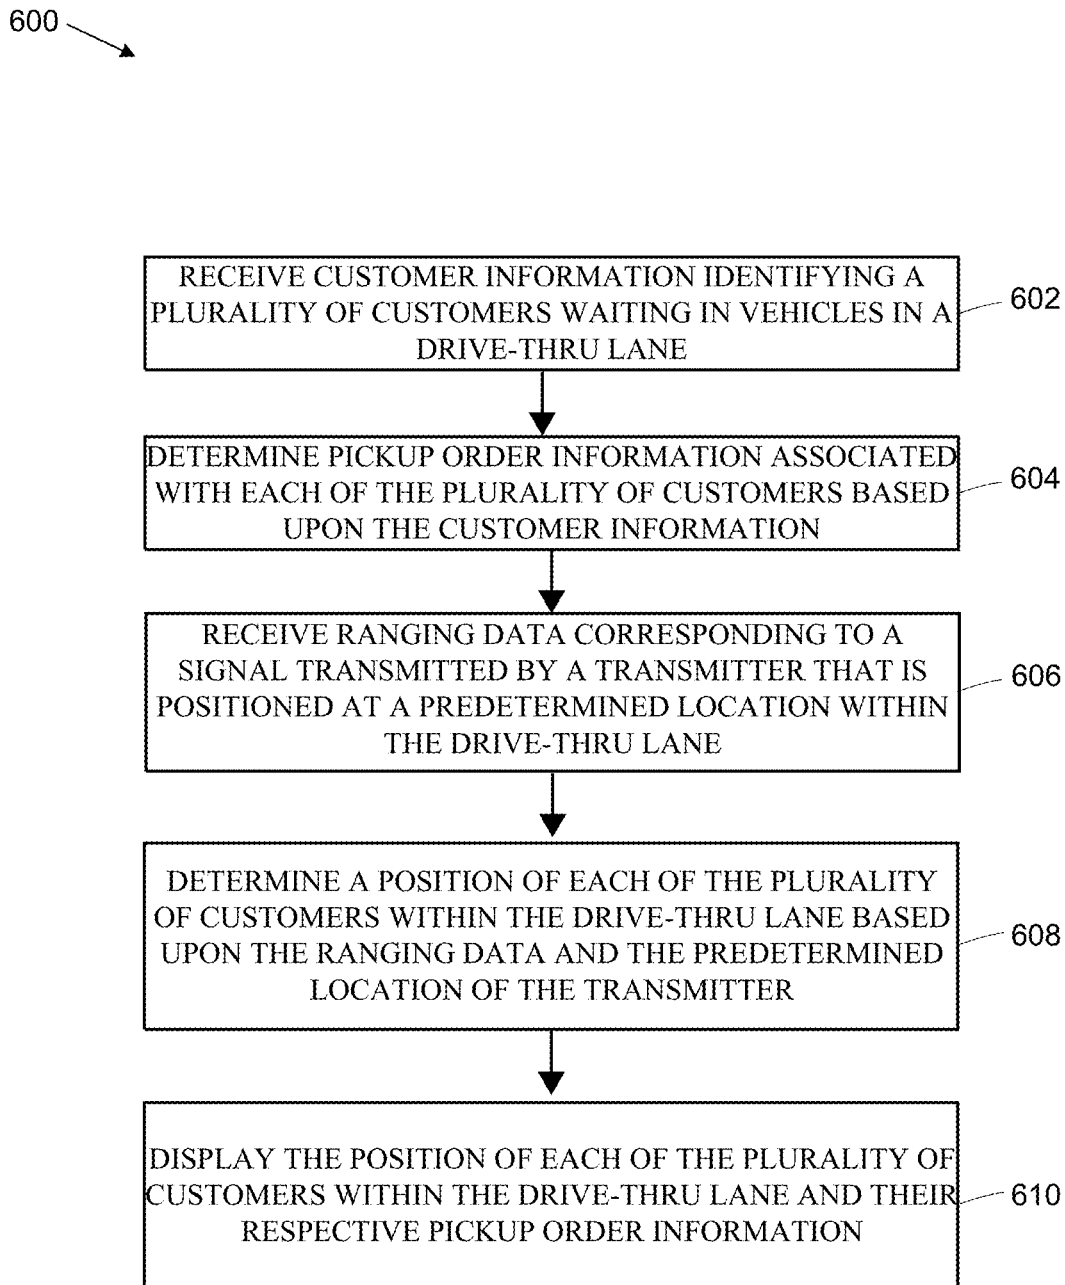 600
RECEIVE CUSTOMER INFORMATION IDENTIFYING A
PLURALITY OF CUSTOMERS WAITING IN VEHICLES IN A
DRIVE-THRU LANE
602
DETERMINE PICKUP ORDER INFORMATION ASSOCIATED
WITH EACH OF THE PLURALITY OF CUSTOMERS BASED
UPON THE CUSTOMER INFORMATION
604
RECEIVE RANGING DATA CORRESPONDING TO A
SIGNAL TRANSMITTED BY A TRANSMITTER THAT IS
POSITIONED AT A PREDETERMINED LOCATION WITHIN
THE DRIVE-THRU LANE
606
DETERMINE A POSITION OF EACH OF THE PLURALITY
OF CUSTOMERS WITHIN THE DRIVE-THRU LANE BASED
UPON THE RANGING DATA AND THE PREDETERMINED
LOCATION OF THE TRANSMITTER
608
DISPLAY THE POSITION OF EACH OF THE PLURALITY OF
CUSTOMERS WITHIN THE DRIVE-THRU LANE AND THEIR
RESPECTIVE PICKUP ORDER INFORMATION
610